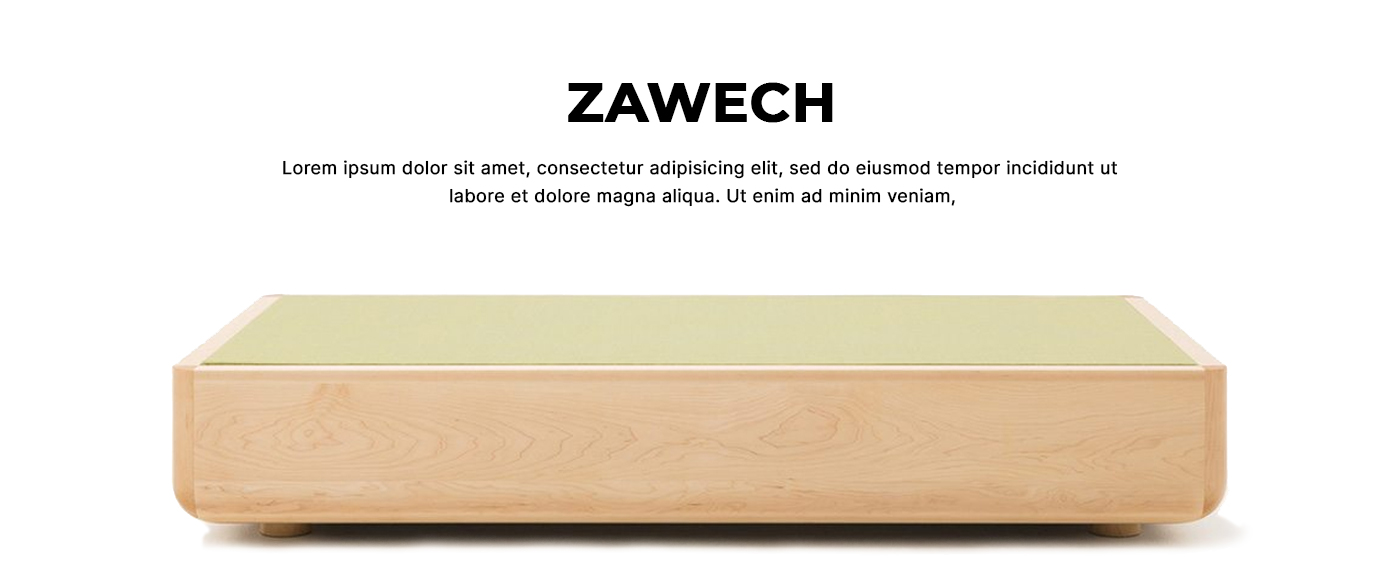 ZAWECH
Lorem ipsum dolor sit amet, consectetur adipisicing elit, sed do eiusmod tempor incididunt ut
labore et dolore magna aliqua. Ut enim ad minim veniam,